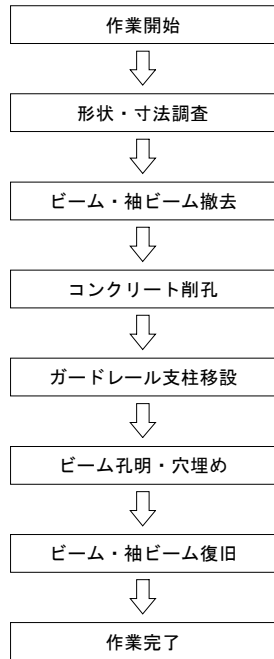 作業開始
形状・寸法調査
ビーム・袖ビーム撤去
コンクリート削孔
ガードレール支柱移設
ビーム孔明・穴埋め
ビーム・袖ビーム復旧
作業完了